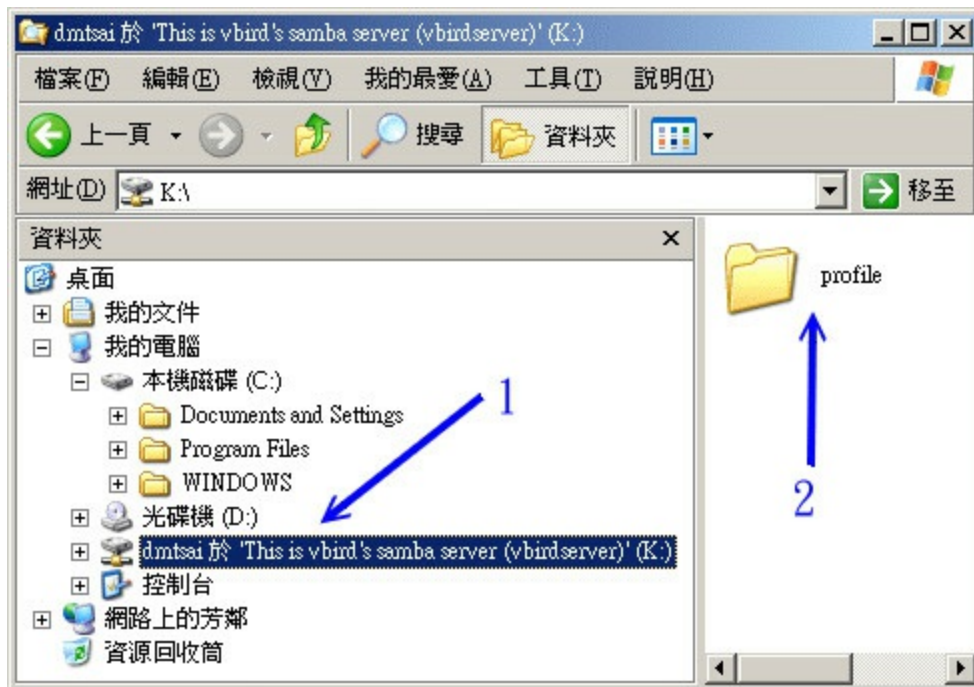 dmtsai 於 'This is vbird's samba server (vbirdserver)' (K:)
檔案(F) 編輯(E) 檢視(V) 我的最愛(A) 工具(T) 說明(H)
上一頁 搜尋 資料夾
網址(D) K:\ 移至
資料夾
桌面
我的文件
我的電腦
本機磁碟 (C:)
Documents and Settings
Program Files
WINDOWS
光碟機 (D:)
dmtsai 於 'This is vbird's samba server (vbirdserver)' (K:)
控制台
網路上的芳鄰
資源回收筒
1
profile
2